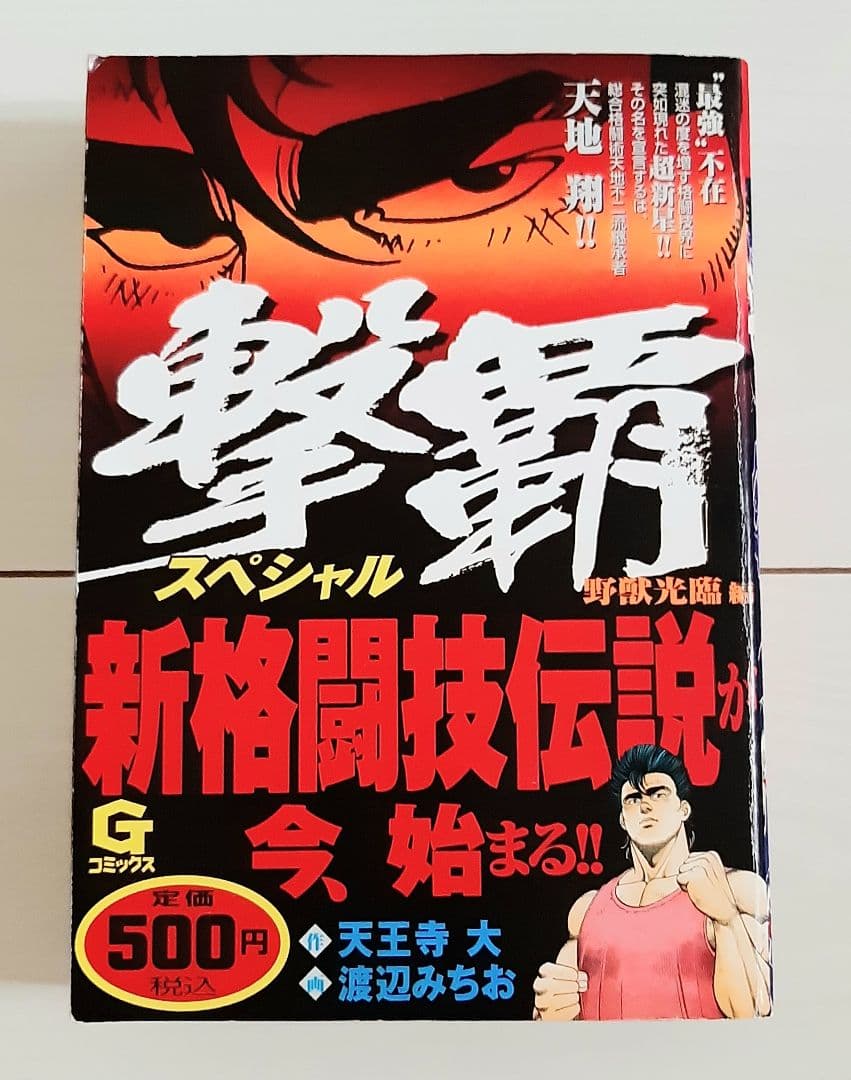 “最強”不在
混迷の度を増す格闘技界に
突如現れた超新星!!
その名を宣言するは、
総合格闘術天地不二流継承者
天地 翔!!
撃覇
スペシャル
野獣光臨 編
新格闘技伝説が
今、始まる!!
G
コミックス
定価
500円
税込
作 天王寺 大
画 渡辺みちお